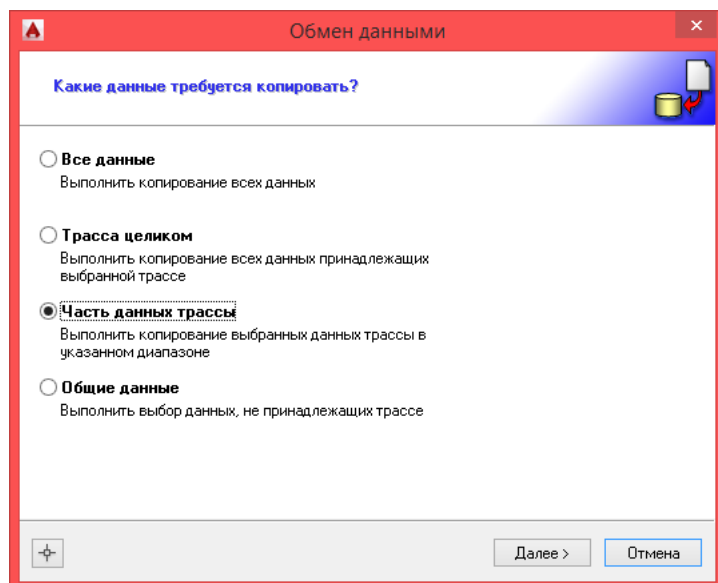 Обмен данными
Какие данные требуется копировать?
Все данные
Выполнить копирование всех данных
Трасса целиком
Выполнить копирование всех данных принадлежащих
выбранной трассе
Часть данных трассы
Выполнить копирование выбранных данных трассы в
указанном диапазоне
Общие данные
Выполнить выбор данных, не принадлежащих трассе
Далее >
Отмена